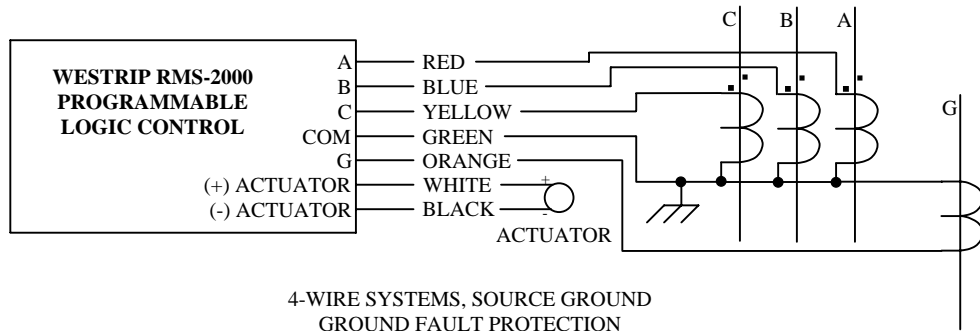 C B A
WESTRIP RMS-2000
PROGRAMMABLE
LOGIC CONTROL
A RED
B BLUE
C YELLOW
COM GREEN
G ORANGE
(+) ACTUATOR WHITE
(-) ACTUATOR BLACK
+
-
ACTUATOR
G
4-WIRE SYSTEMS, SOURCE GROUND
GROUND FAULT PROTECTION